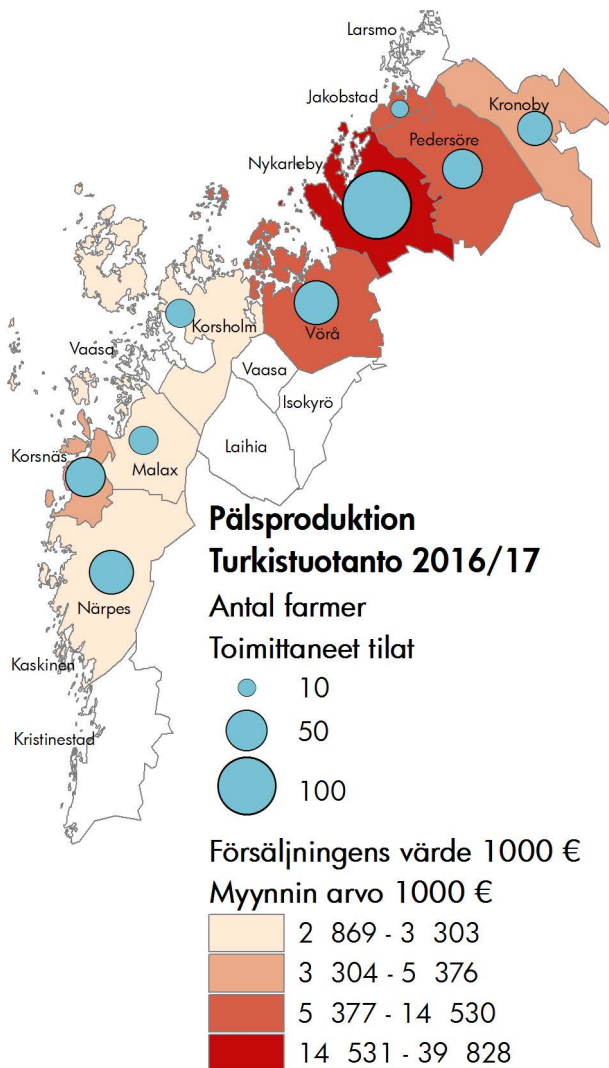 Larsmo
Jakobstad
Kronoby
Pedersöre
Nykarleby
Korsholm
Vörå
Vaasa
Vaasa
Isokyrö
Laihia
Korsnäs
Malax
Närpes
Kaskinen
Kristinestad
Pälsproduktion
Turkistuotanto 2016/17
Antal farmer
Toimittaneet tilat
10
50
100
Försäljningens värde 1000 €
Myynnin arvo 1000 €
2 869 - 3 303
3 304 - 5 376
5 377 - 14 530
14 531 - 39 828